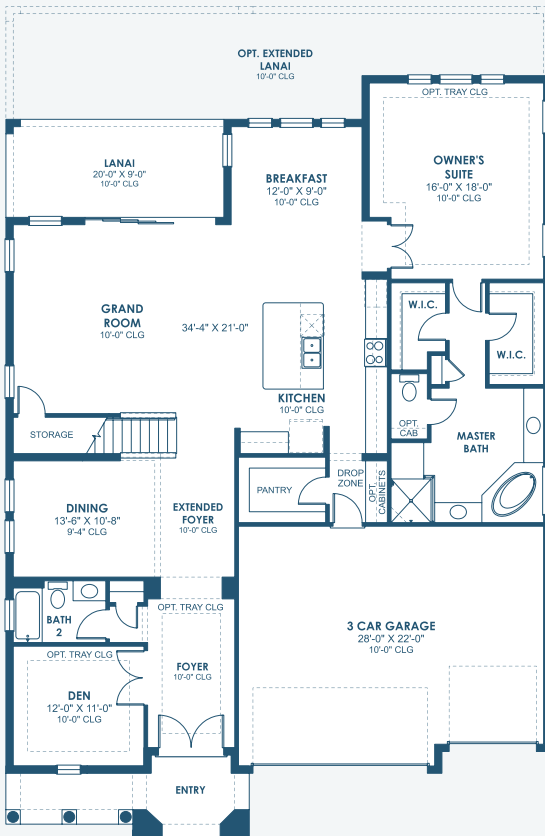 OPT. EXTENDED
LANAI
10'-0" CLG
OPT. TRAY CLG
LANAI
20'-0" X 9'-0"
10'-0" CLG
BREAKFAST
12'-0" X 9'-0"
10'-0" CLG
OWNER'S
SUITE
16'-0" X 18'-0"
10'-0" CLG
GRAND
ROOM
10'-0" CLG
34'-4" X 21'-0"
W.I.C.
W.I.C.
KITCHEN
10'-0" CLG
OPT.
CAB
STORAGE
MASTER
BATH
PANTRY
DROP
ZONE
OPT.
CABINETS
DINING
13'-6" X 10'-8"
9'-4" CLG
EXTENDED
FOYER
10'-0" CLG
OPT. TRAY CLG
BATH
2
3 CAR GARAGE
28'-0" X 22'-0"
10'-0" CLG
OPT. TRAY CLG
FOYER
10'-0" CLG
DEN
12'-0" X 11'-0"
10'-0" CLG
ENTRY